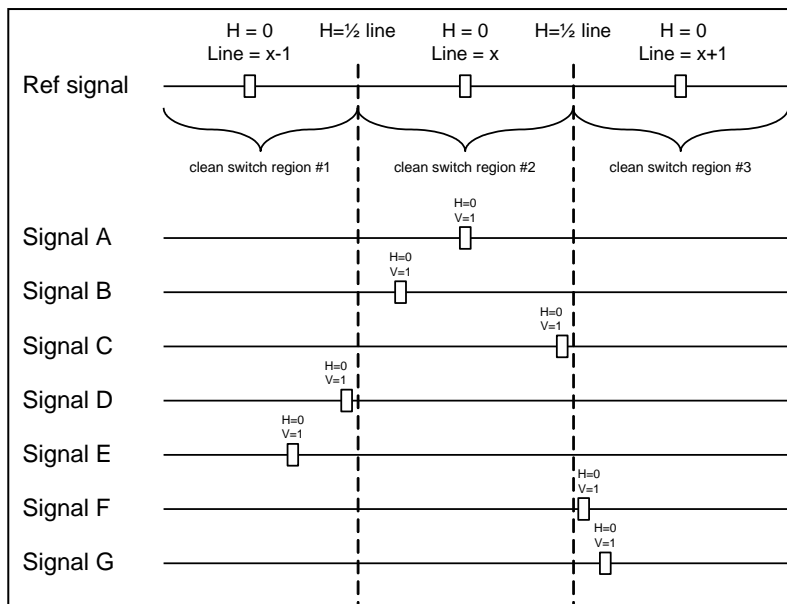 H = 0 H=½ line H = 0 H=½ line H = 0
Line = x-1 Line = x Line = x+1
Ref signal
clean switch region #1 clean switch region #2 clean switch region #3
H=0
V=1
Signal A
H=0
V=1
Signal B
H=0
V=1
Signal C
H=0
V=1
Signal D
H=0
V=1
Signal E
H=0
V=1
Signal F
H=0
V=1
Signal G